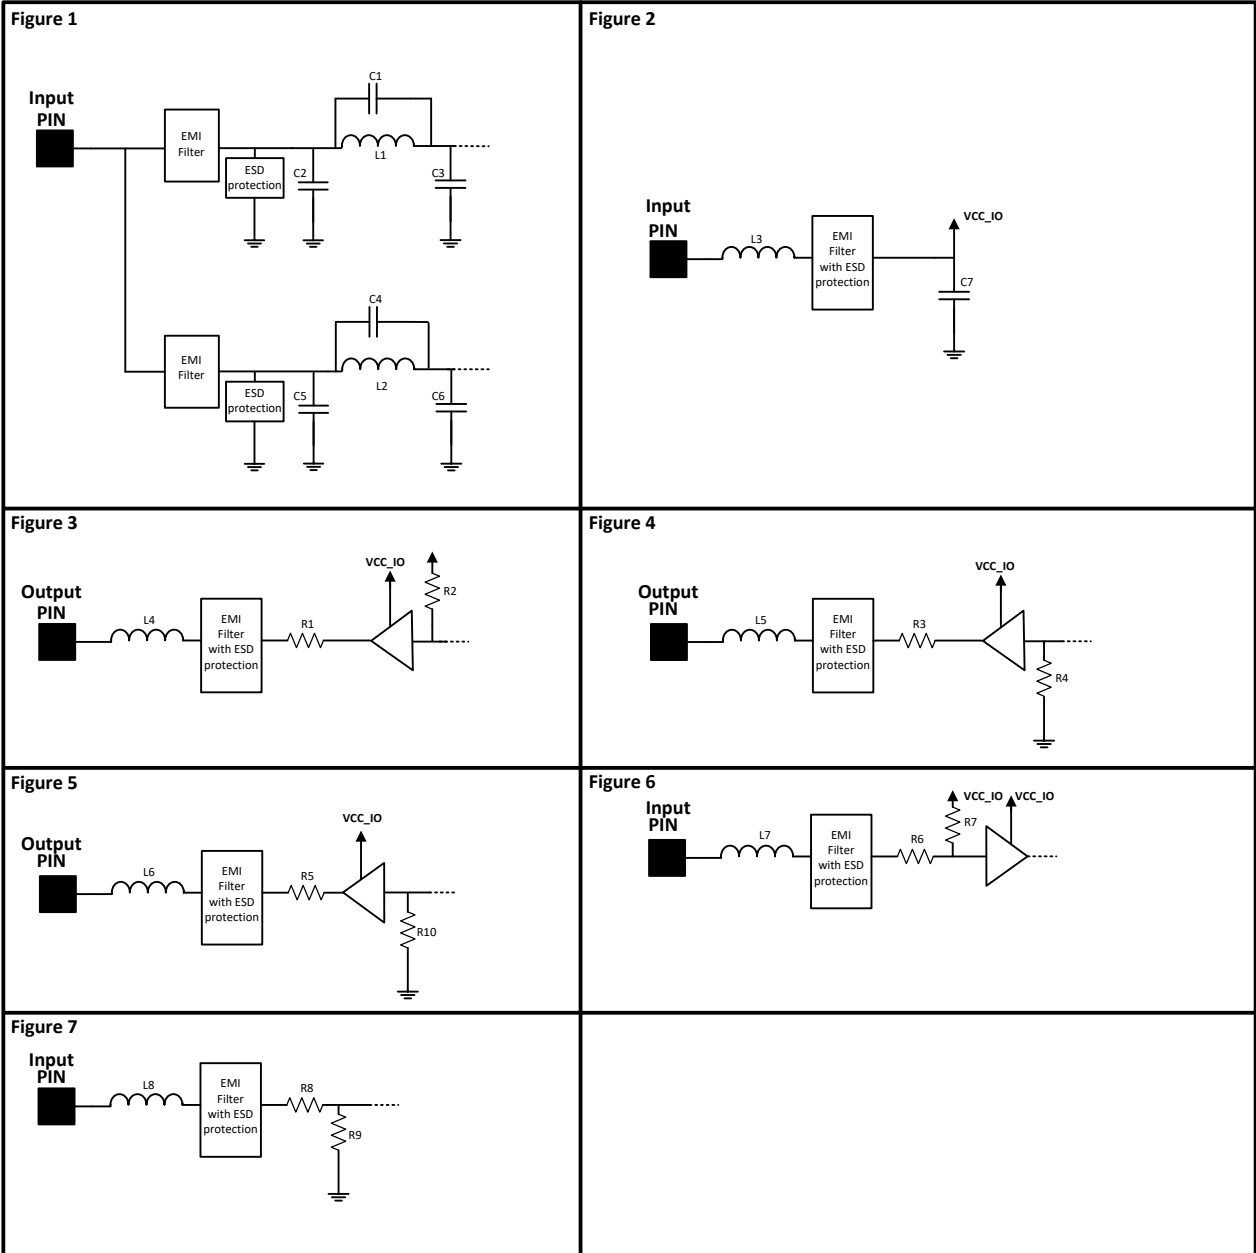 Figure 1
Input
PIN
EMI
Filter
ESD
protection
C2
C1
L1
C3
EMI
Filter
ESD
protection
C5
C4
L2
C6
Figure 2
Input
PIN
L3
EMI
Filter
with ESD
protection
VCC_IO
C7
Figure 3
Output
PIN
L4
EMI
Filter
with ESD
protection
R1
VCC_IO
R2
Figure 4
Output
PIN
L5
EMI
Filter
with ESD
protection
R3
VCC_IO
R4
Figure 5
Output
PIN
L6
EMI
Filter
with ESD
protection
R5
VCC_IO
R10
Figure 6
Input
PIN
L7
EMI
Filter
with ESD
protection
R6
VCC_IO VCC_IO
R7
Figure 7
Input
PIN
L8
EMI
Filter
with ESD
protection
R8
R9